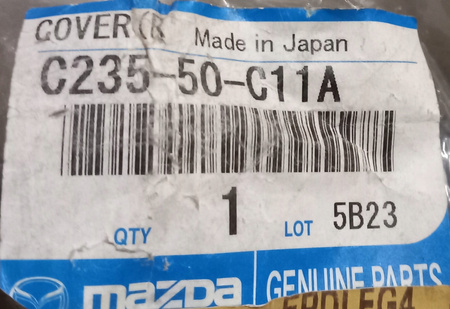 COVER(R
Made in Japan
C235-50-C11A
QTY 1 LOT 5B23
mazda GENUINE PARTS